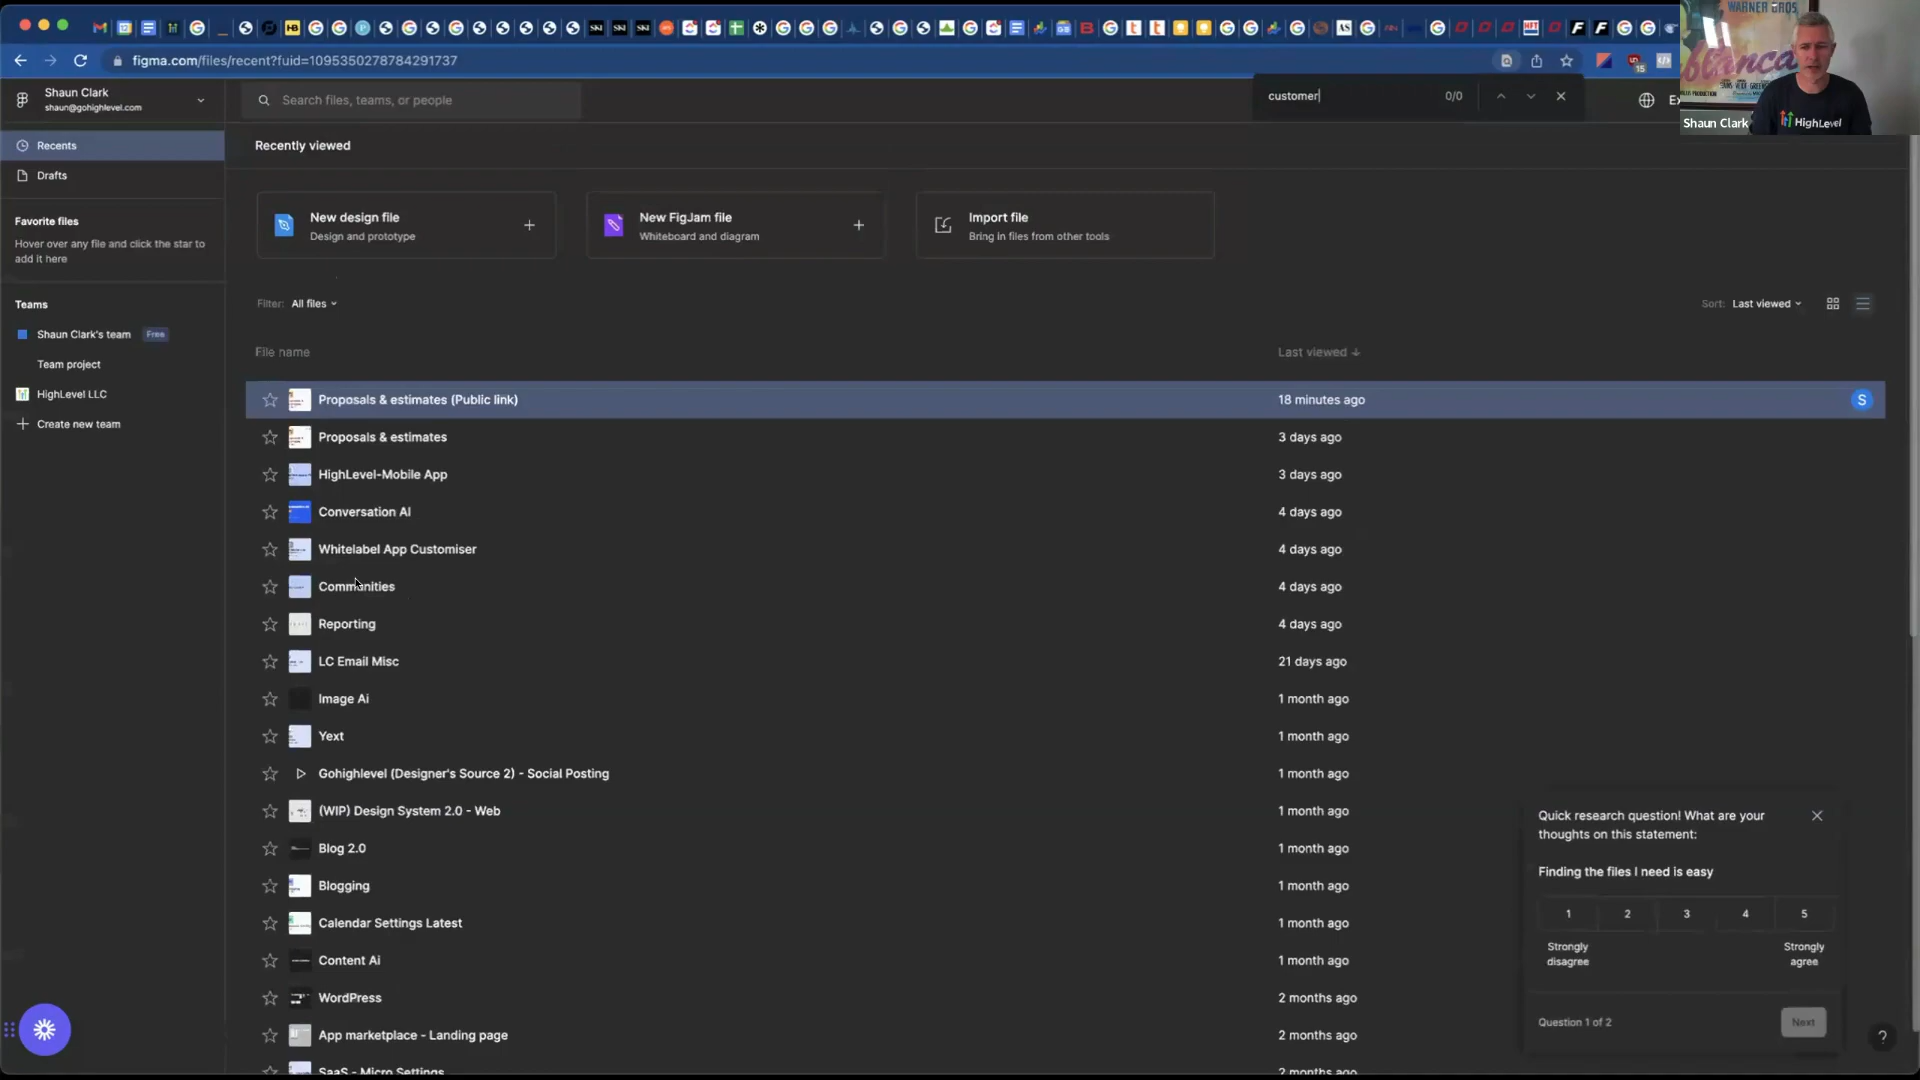 figma.com/files/recent?fuid=1095350278784291737
15
WARNER BROS
blanca
HighLevel
Shaun Clark
Shaun Clark
shaun@gohighlevel.com
Search files, teams, or people
customer
0/0
Recents
Drafts
Favorite files
Hover over any file and click the star to
add it here
Teams
Shaun Clark's team
Free
Team project
HighLevel LLC
Create new team
Recently viewed
New design file
Design and prototype
New FigJam file
Whiteboard and diagram
Import file
Bring in files from other tools
Filter: All files
Sort: Last viewed
File name
Last viewed
Proposals & estimates (Public link)
18 minutes ago
S
Proposals & estimates
3 days ago
HighLevel-Mobile App
3 days ago
Conversation AI
4 days ago
Whitelabel App Customiser
4 days ago
Communities
4 days ago
Reporting
4 days ago
LC Email Misc
21 days ago
Image Ai
1 month ago
Yext
1 month ago
Gohighlevel (Designer's Source 2) - Social Posting
1 month ago
(WIP) Design System 2.0 - Web
1 month ago
Blog 2.0
1 month ago
Blogging
1 month ago
Calendar Settings Latest
1 month ago
Content Ai
1 month ago
WordPress
2 months ago
App marketplace - Landing page
2 months ago
SaaS - Micro Settings
2 months ago
Quick research question! What are your
thoughts on this statement:
Finding the files I need is easy
1 2 3 4 5
Strongly
disagree
Strongly
agree
Question 1 of 2
Next
?